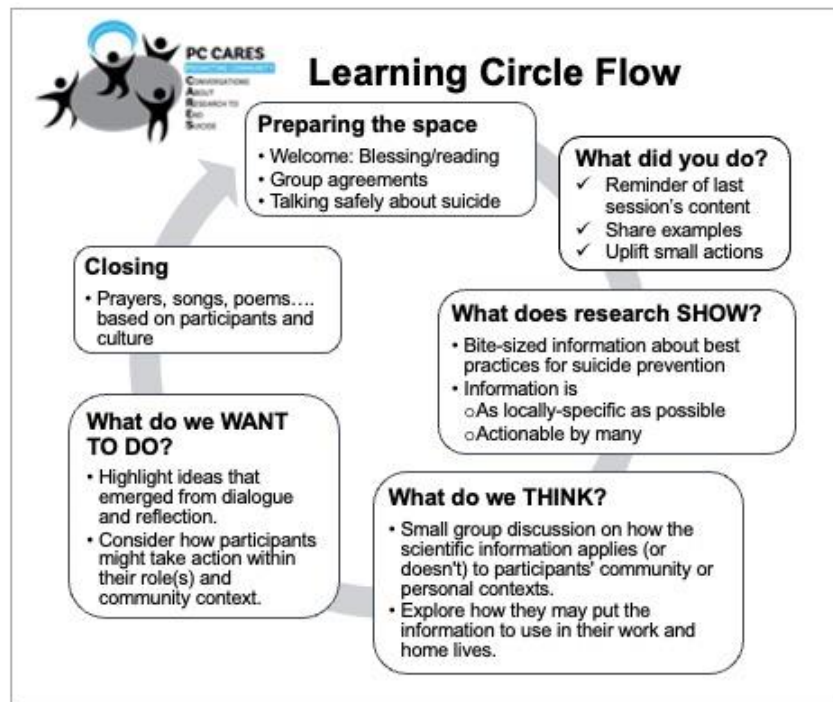 PC CARES
CONVERSATIONS
ABOUT
RESEARCH TO
END
SUICIDE
Learning Circle Flow
Preparing the space
• Welcome: Blessing/reading
• Group agreements
• Talking safely about suicide
What did you do?
✓ Reminder of last
session's content
✓ Share examples
✓ Uplift small actions
What does research SHOW?
• Bite-sized information about best
practices for suicide prevention
• Information is
o As locally-specific as possible
o Actionable by many
What do we THINK?
• Small group discussion on how the
scientific information applies (or
doesn't) to participants' community or
personal contexts.
• Explore how they may put the
information to use in their work and
home lives.
What do we WANT
TO DO?
• Highlight ideas that
emerged from dialogue
and reflection.
• Consider how participants
might take action within
their role(s) and
community context.
Closing
• Prayers, songs, poems....
based on participants and
culture